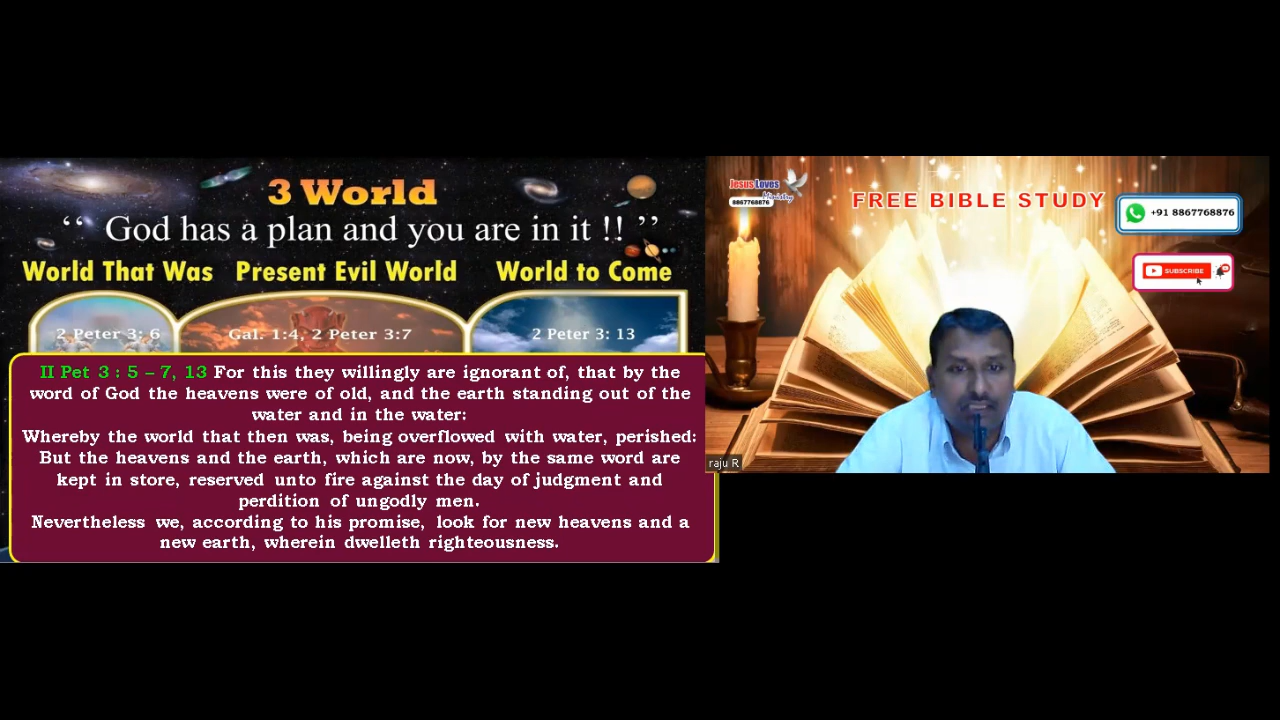 3 World
“ God has a plan and you are in it !! ”
World That Was Present Evil World World to Come
2 Peter 3: 6 Gal. 1:4, 2 Peter 3:7 2 Peter 3: 13
II Pet 3 : 5 – 7, 13 For this they willingly are ignorant of, that by the
word of God the heavens were of old, and the earth standing out of the
water and in the water:
Whereby the world that then was, being overflowed with water, perished:
But the heavens and the earth, which are now, by the same word are
kept in store, reserved unto fire against the day of judgment and
perdition of ungodly men.
Nevertheless we, according to his promise, look for new heavens and a
new earth, wherein dwelleth righteousness.
Jesus Loves
Ministry
8867768876
FREE BIBLE STUDY
+91 8867768876
SUBSCRIBE
raju R